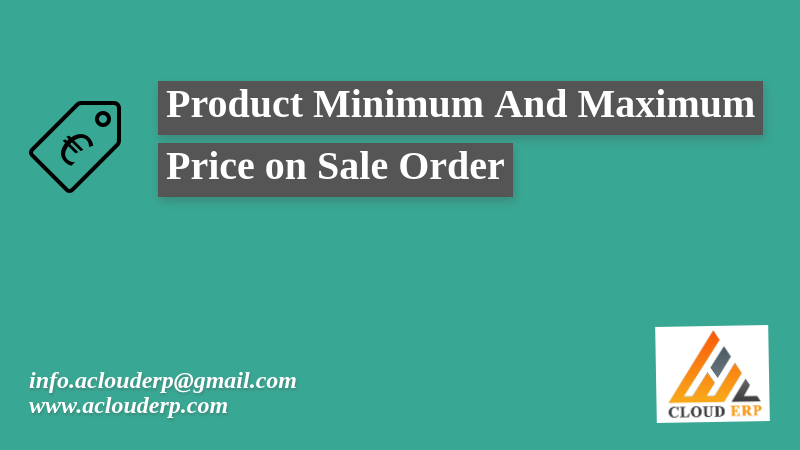 Product Minimum And Maximum
Price on Sale Order
€
info.aclouderp@gmail.com
www.aclouderp.com
CLOUD ERP